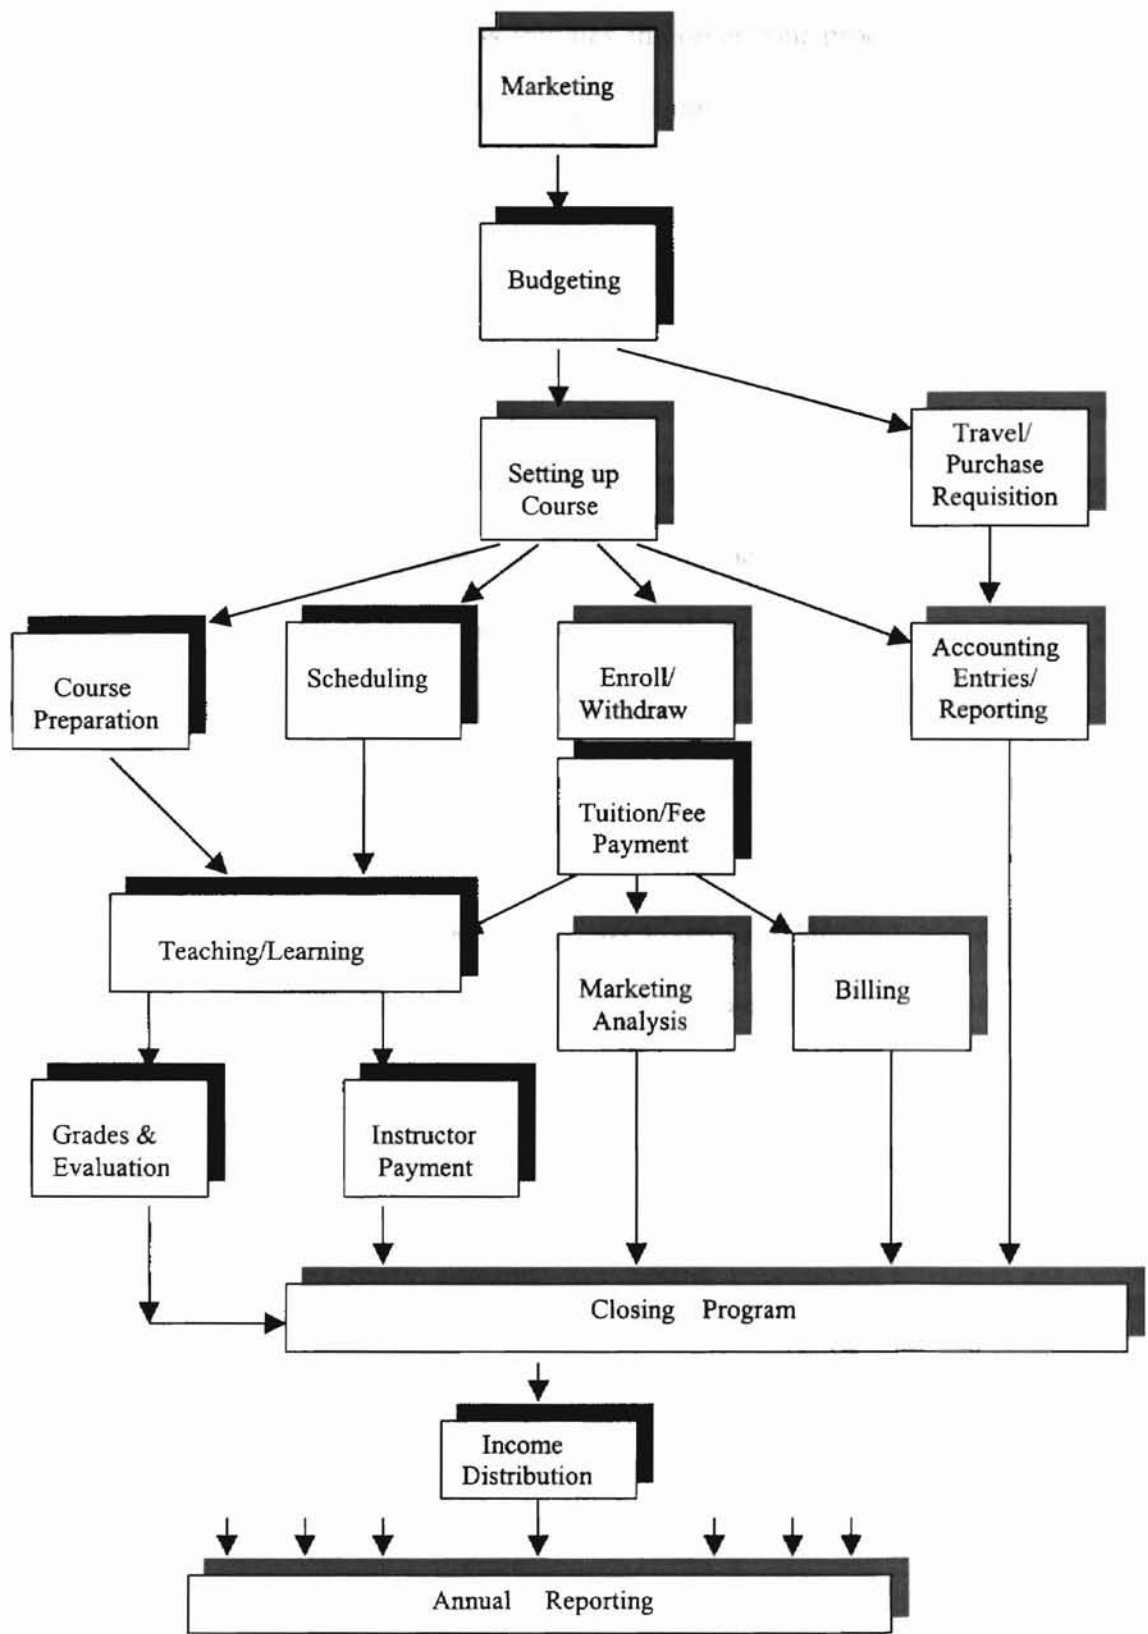 Marketing
Budgeting
Travel/
Purchase
Requisition
Setting up
Course
Course
Preparation
Scheduling
Enroll/
Withdraw
Accounting
Entries/
Reporting
Tuition/Fee
Payment
Teaching/Learning
Marketing
Analysis
Billing
Grades &
Evaluation
Instructor
Payment
Closing Program
Income
Distribution
Annual Reporting